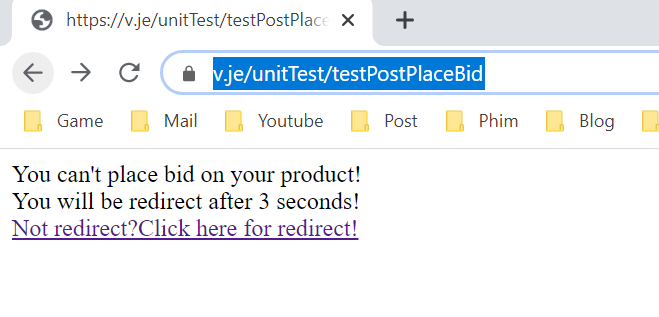 https://v.je/unitTest/testPostPlace
v.je/unitTest/testPostPlaceBid
Game Mail Youtube Post Phim Blog
You can't place bid on your product!
You will be redirect after 3 seconds!
Not redirect?Click here for redirect!